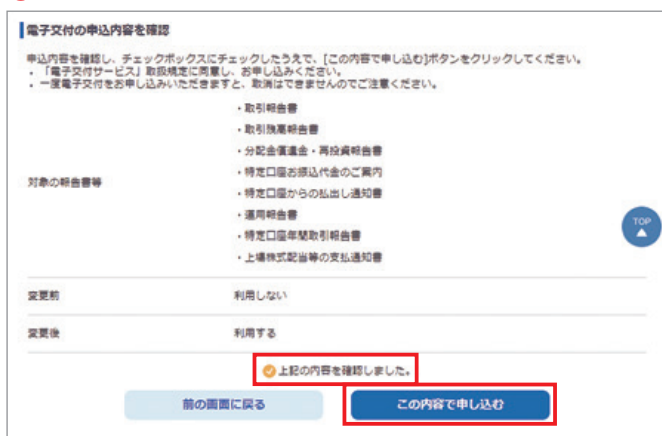 電子交付の申込内容を確認
申込内容を確認し、チェックボックスにチェックしたうえで、[この内容で申し込む]ボタンをクリックしてください。
・「電子交付サービス」取扱規定に同意し、お申し込みください。
・一度電子交付をお申し込みいただきますと、取消はできませんのでご注意ください。
対象の報告書等
・取引報告書
・取引残高報告書
・分配金償還金・再投資報告書
・特定口座お振込代金のご案内
・特定口座からの払出し通知書
・運用報告書
・特定口座年間取引報告書
・上場株式配当等の支払通知書
TOP
変更前 利用しない
変更後 利用する
上記の内容を確認しました。
前の画面に戻る この内容で申し込む